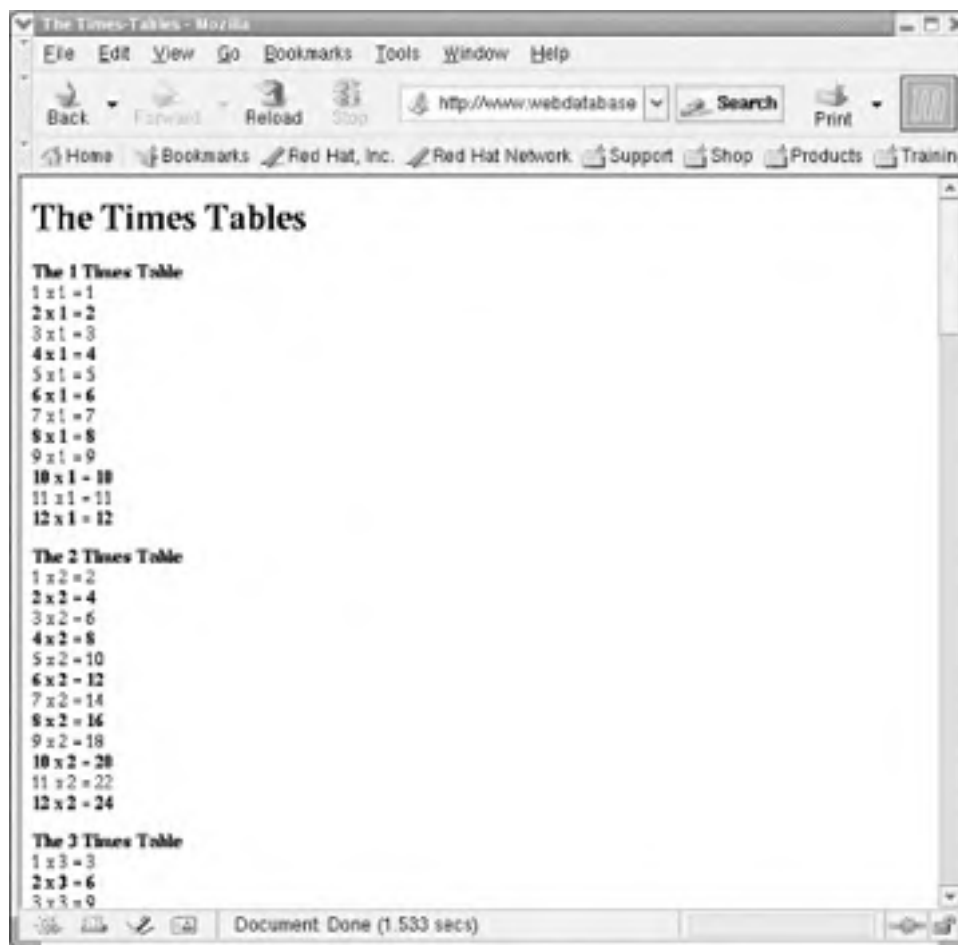 The Times-Tables - Mozilla
File Edit View Go Bookmarks Tools Window Help
Back Forward Reload Stop http://www.webdatabase Search Print
Home Bookmarks Red Hat, Inc. Red Hat Network Support Shop Products Trainin
The Times Tables
The 1 Times Table
1 x 1 = 1
2 x 1 = 2
3 x 1 = 3
4 x 1 = 4
5 x 1 = 5
6 x 1 = 6
7 x 1 = 7
8 x 1 = 8
9 x 1 = 9
10 x 1 = 10
11 x 1 = 11
12 x 1 = 12
The 2 Times Table
1 x 2 = 2
2 x 2 = 4
3 x 2 = 6
4 x 2 = 8
5 x 2 = 10
6 x 2 = 12
7 x 2 = 14
8 x 2 = 16
9 x 2 = 18
10 x 2 = 20
11 x 2 = 22
12 x 2 = 24
The 3 Times Table
1 x 3 = 3
2 x 3 = 6
3 x 3 = 9
Document: Done (1.533 secs)